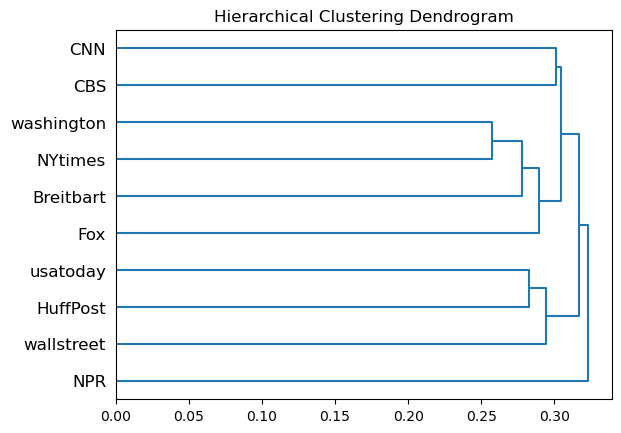 Hierarchical Clustering Dendrogram
CNN
CBS
washington
NYtimes
Breitbart
Fox
usatoday
HuffPost
wallstreet
NPR
0.00 0.05 0.10 0.15 0.20 0.25 0.30